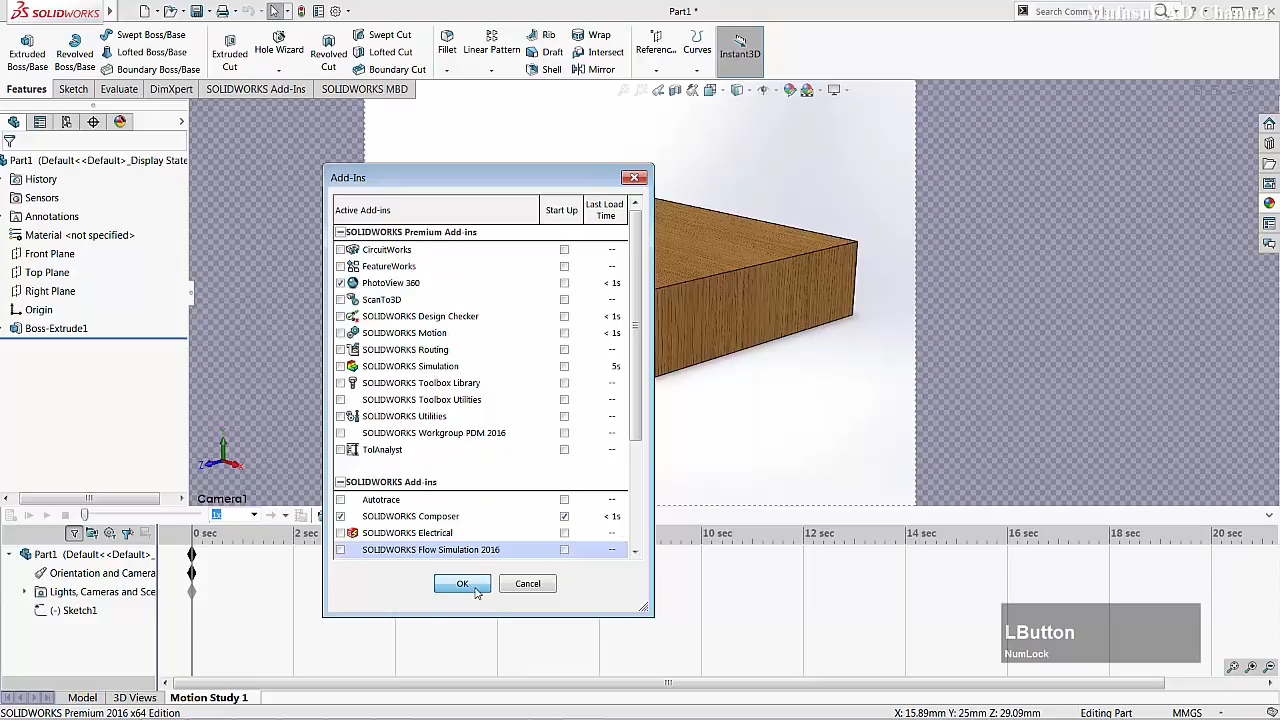 SOLIDWORKS
Part1 *
Search Comm
Mufasu CAD Channel
Extruded Boss/Base
Revolved Boss/Base
Swept Boss/Base
Lofted Boss/Base
Boundary Boss/Base
Extruded Cut
Hole Wizard
Revolved Cut
Swept Cut
Lofted Cut
Boundary Cut
Fillet
Linear Pattern
Rib
Draft
Shell
Wrap
Intersect
Mirror
Referenc...
Curves
Instant3D
Features
Sketch
Evaluate
DimXpert
SOLIDWORKS Add-Ins
SOLIDWORKS MBD
Part1 (Default<<Default>_Display State
History
Sensors
Annotations
Material <not specified>
Front Plane
Top Plane
Right Plane
Origin
Boss-Extrude1
Add-Ins
Active Add-ins Start Up Last Load Time
SOLIDWORKS Premium Add-ins
CircuitWorks --
FeatureWorks --
PhotoView 360 < 1s
ScanTo3D --
SOLIDWORKS Design Checker < 1s
SOLIDWORKS Motion < 1s
SOLIDWORKS Routing --
SOLIDWORKS Simulation 5s
SOLIDWORKS Toolbox Library --
SOLIDWORKS Toolbox Utilities --
SOLIDWORKS Utilities --
SOLIDWORKS Workgroup PDM 2016 --
TolAnalyst --
SOLIDWORKS Add-ins
Autotrace --
SOLIDWORKS Composer < 1s
SOLIDWORKS Electrical --
SOLIDWORKS Flow Simulation 2016 --
OK
Cancel
Z
X
Camera1
1x
0 sec
2 sec
10 sec
12 sec
14 sec
16 sec
18 sec
20 sec
Part1 (Default<<Default>_
Orientation and Camera
Lights, Cameras and Sce
(-) Sketch1
LButton
NumLock
Model
3D Views
Motion Study 1
SOLIDWORKS Premium 2016 x64 Edition
X: 15.89mm Y: 25mm Z: 29.09mm
Editing Part
MMGS